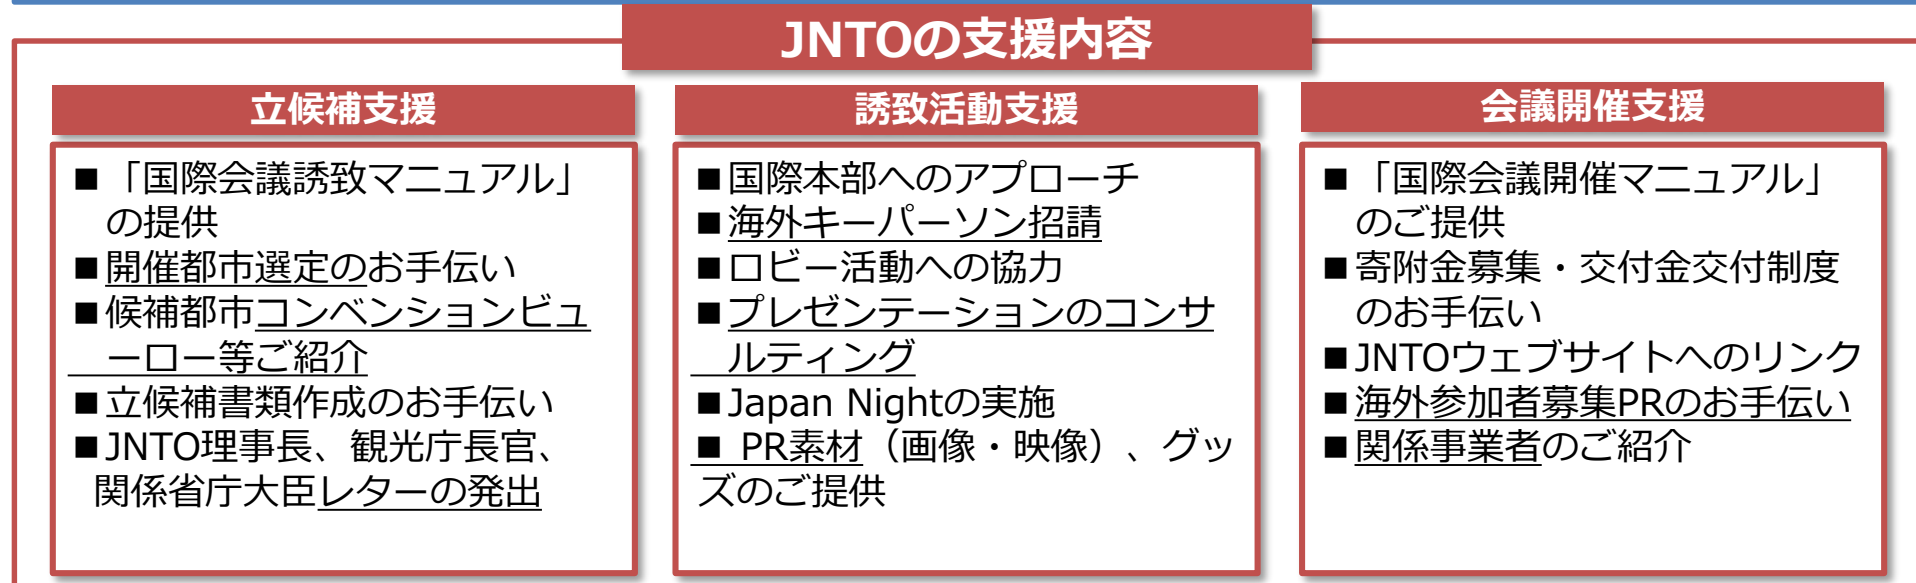 JNTOの支援内容
立候補支援
■「国際会議誘致マニュアル」
の提供
■開催都市選定のお手伝い
■候補都市コンベンションビュ
ーロー等ご紹介
■立候補書類作成のお手伝い
■JNTO理事長、観光庁長官、
関係省庁大臣レターの発出
誘致活動支援
■国際本部へのアプローチ
■海外キーパーソン招請
■ロビー活動への協力
■プレゼンテーションのコンサ
ルティング
■Japan Nightの実施
■ PR素材（画像・映像）、グッ
ズのご提供
会議開催支援
■「国際会議開催マニュアル」
のご提供
■寄附金募集・交付金交付制度
のお手伝い
■JNTOウェブサイトへのリンク
■海外参加者募集PRのお手伝い
■関係事業者のご紹介